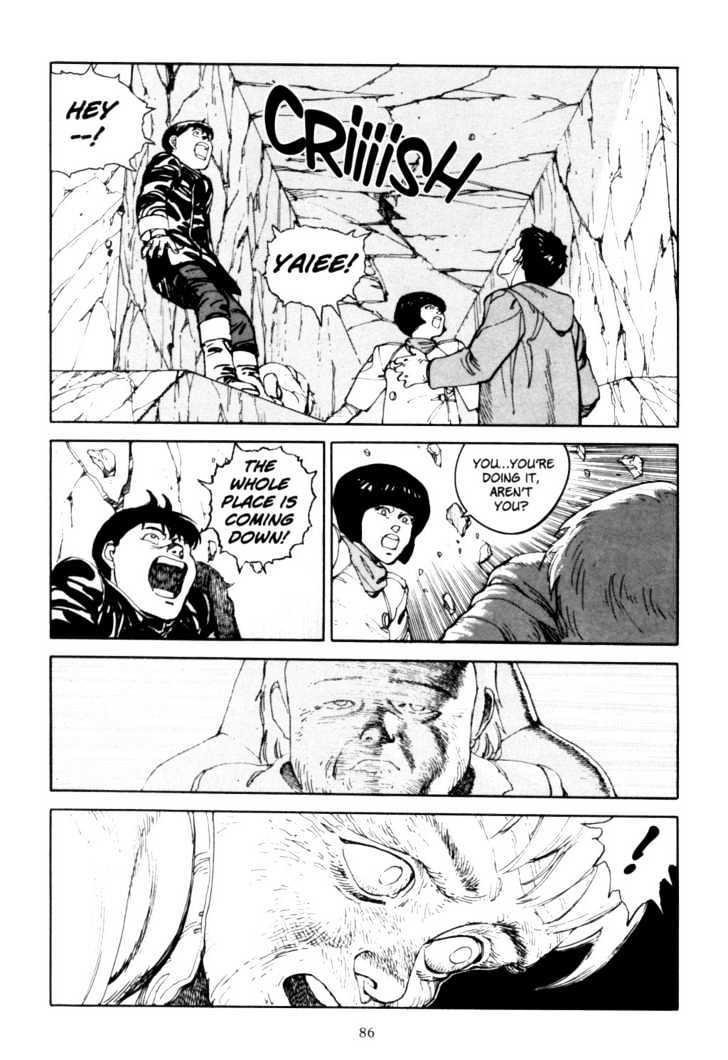 HEY
--!
CRiiiiSH
YAIEE!
THE
WHOLE
PLACE IS
COMING
DOWN!
YOU...YOU'RE
DOING IT,
AREN'T
YOU?
!
86